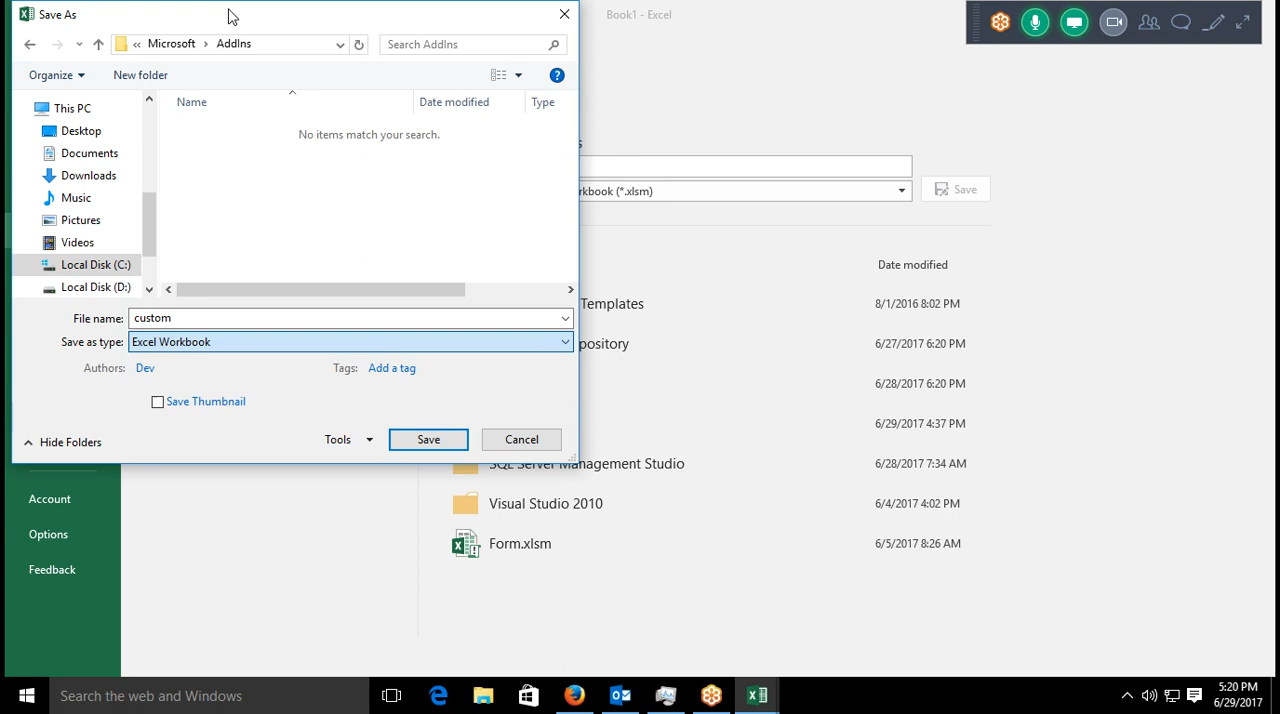 Save As
Book1 - Excel
« Microsoft › AddIns
Search AddIns
Organize
New folder
?
This PC
Desktop
Documents
Downloads
Music
Pictures
Videos
Local Disk (C:)
Local Disk (D:)
Name
Date modified
Type
No items match your search.
File name:
custom
Save as type:
Excel Workbook
Authors:
Dev
Tags:
Add a tag
Save Thumbnail
Hide Folders
Tools
Save
Cancel
(*.xlsm)
Save
Date modified
Templates
8/1/2016 8:02 PM
6/27/2017 6:20 PM
6/28/2017 6:20 PM
6/29/2017 4:37 PM
SQL Server Management Studio
6/28/2017 7:34 AM
Visual Studio 2010
6/4/2017 4:02 PM
Form.xlsm
6/5/2017 8:26 AM
Account
Options
Feedback
Search the web and Windows
5:20 PM
6/29/2017